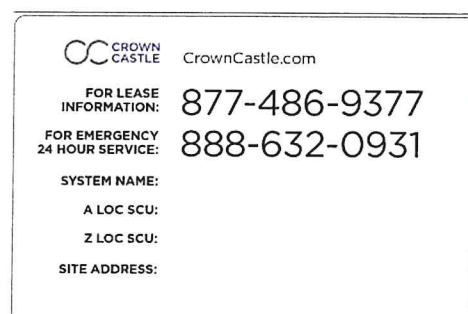 CROWN CASTLE CrownCastle.com
FOR LEASE INFORMATION: 877-486-9377
FOR EMERGENCY 24 HOUR SERVICE: 888-632-0931
SYSTEM NAME:
A LOC SCU:
Z LOC SCU:
SITE ADDRESS: